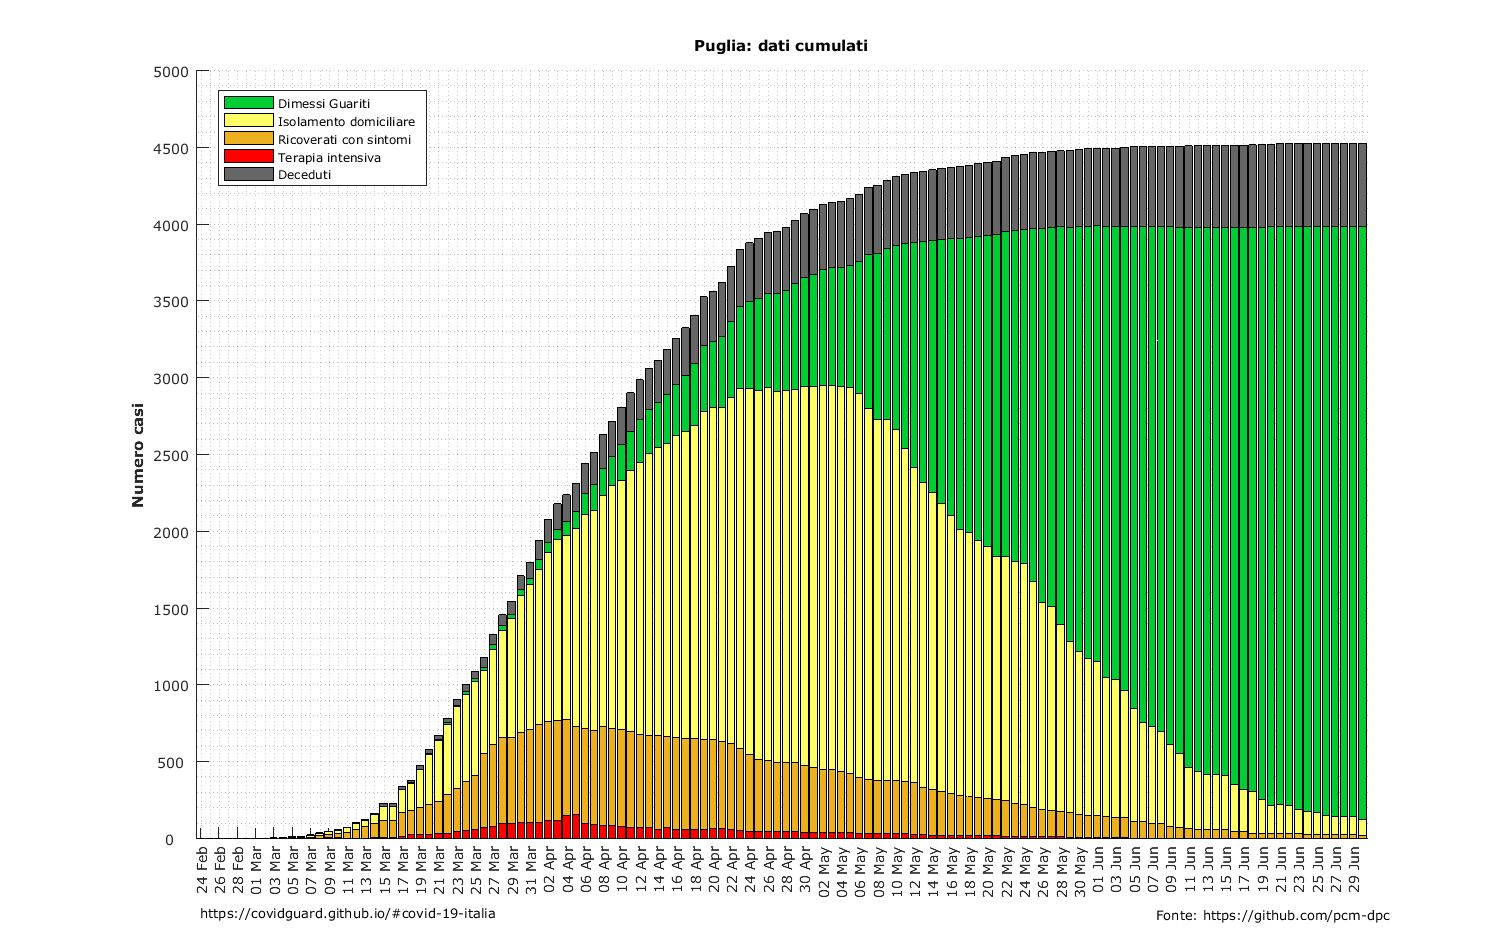 Puglia: dati cumulati
5000
4500
4000
3500
3000
2500
2000
1500
1000
500
0
Numero casi
Dimessi Guariti
Isolamento domiciliare
Ricoverati con sintomi
Terapia intensiva
Deceduti
24 Feb
26 Feb
28 Feb
01 Mar
03 Mar
05 Mar
07 Mar
09 Mar
11 Mar
13 Mar
15 Mar
17 Mar
19 Mar
21 Mar
23 Mar
25 Mar
27 Mar
29 Mar
31 Mar
02 Apr
04 Apr
06 Apr
08 Apr
10 Apr
12 Apr
14 Apr
16 Apr
18 Apr
20 Apr
22 Apr
24 Apr
26 Apr
28 Apr
30 Apr
02 May
04 May
06 May
08 May
10 May
12 May
14 May
16 May
18 May
20 May
22 May
24 May
26 May
28 May
30 May
01 Jun
03 Jun
05 Jun
07 Jun
09 Jun
11 Jun
13 Jun
15 Jun
17 Jun
19 Jun
21 Jun
23 Jun
25 Jun
27 Jun
29 Jun
https://covidguard.github.io/#covid-19-italia
Fonte: https://github.com/pcm-dpc